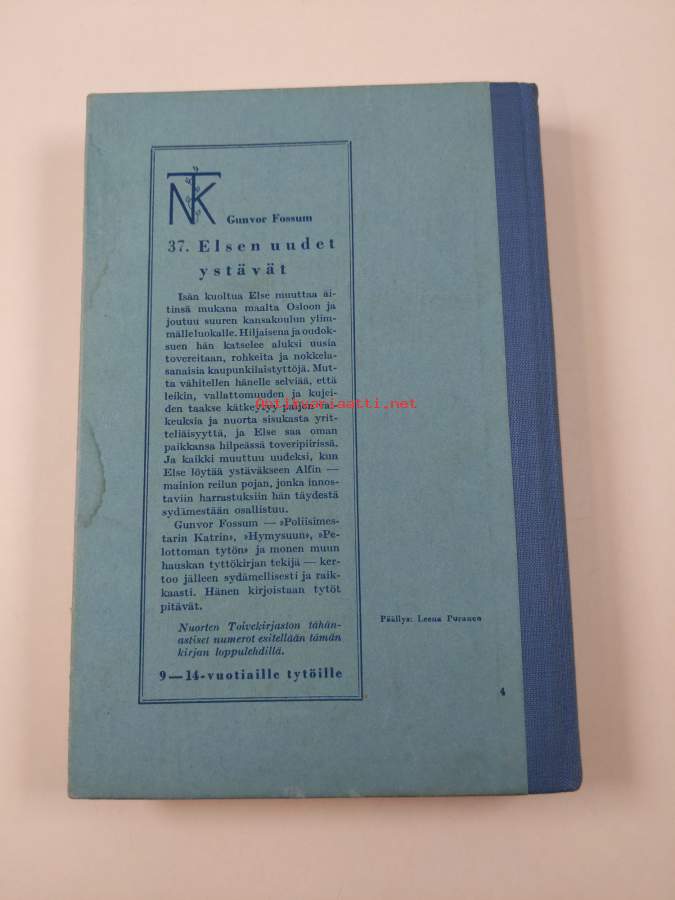 NTK
Gunvor Fossum
37. Elsen uudet
ystävät
Isän kuoltua Else muuttaa äi-
tinsä mukana maalta Osloon ja
joutuu suuren kansakoulun ylim-
mälle luokalle. Hiljaisena ja oudok-
suen hän katselee aluksi uusia
tovereitaan, rohkeita ja nokkela-
sanaisia kaupunkilaistyttöjä. Mut-
ta vähitellen hänelle selviää, että
leikin, vallattomuuden ja kujei-
den taakse kätkeytyy paljon vai-
Antikvariaatti.net
keuksia ja nuorta sisukasta yrit-
teliäisyyttä, ja Else saa oman
paikkansa hilpeässä toveripiirissä.
Ja kaikki muuttuu uudeksi, kun
Else löytää ystäväkseen Alfin —
mainion reilun pojan, jonka innos-
taviin harrastuksiin hän täydestä
sydämestään osallistuu.
Gunvor Fossum — »Poliisimes-
tarin Katrin», »Hymysuun», »Pe-
lottoman tytön» ja monen muun
hauskan tyttökirjan tekijä — ker-
too jälleen sydämellisesti ja raik-
kaasti. Hänen kirjoistaan tytöt
pitävät.
Nuorten Toivekirjaston tähän-
astiset numerot esitellään tämän
kirjan loppulehdillä.
9—14-vuotiaille tytöille
Päällys: Leena Puranen
4